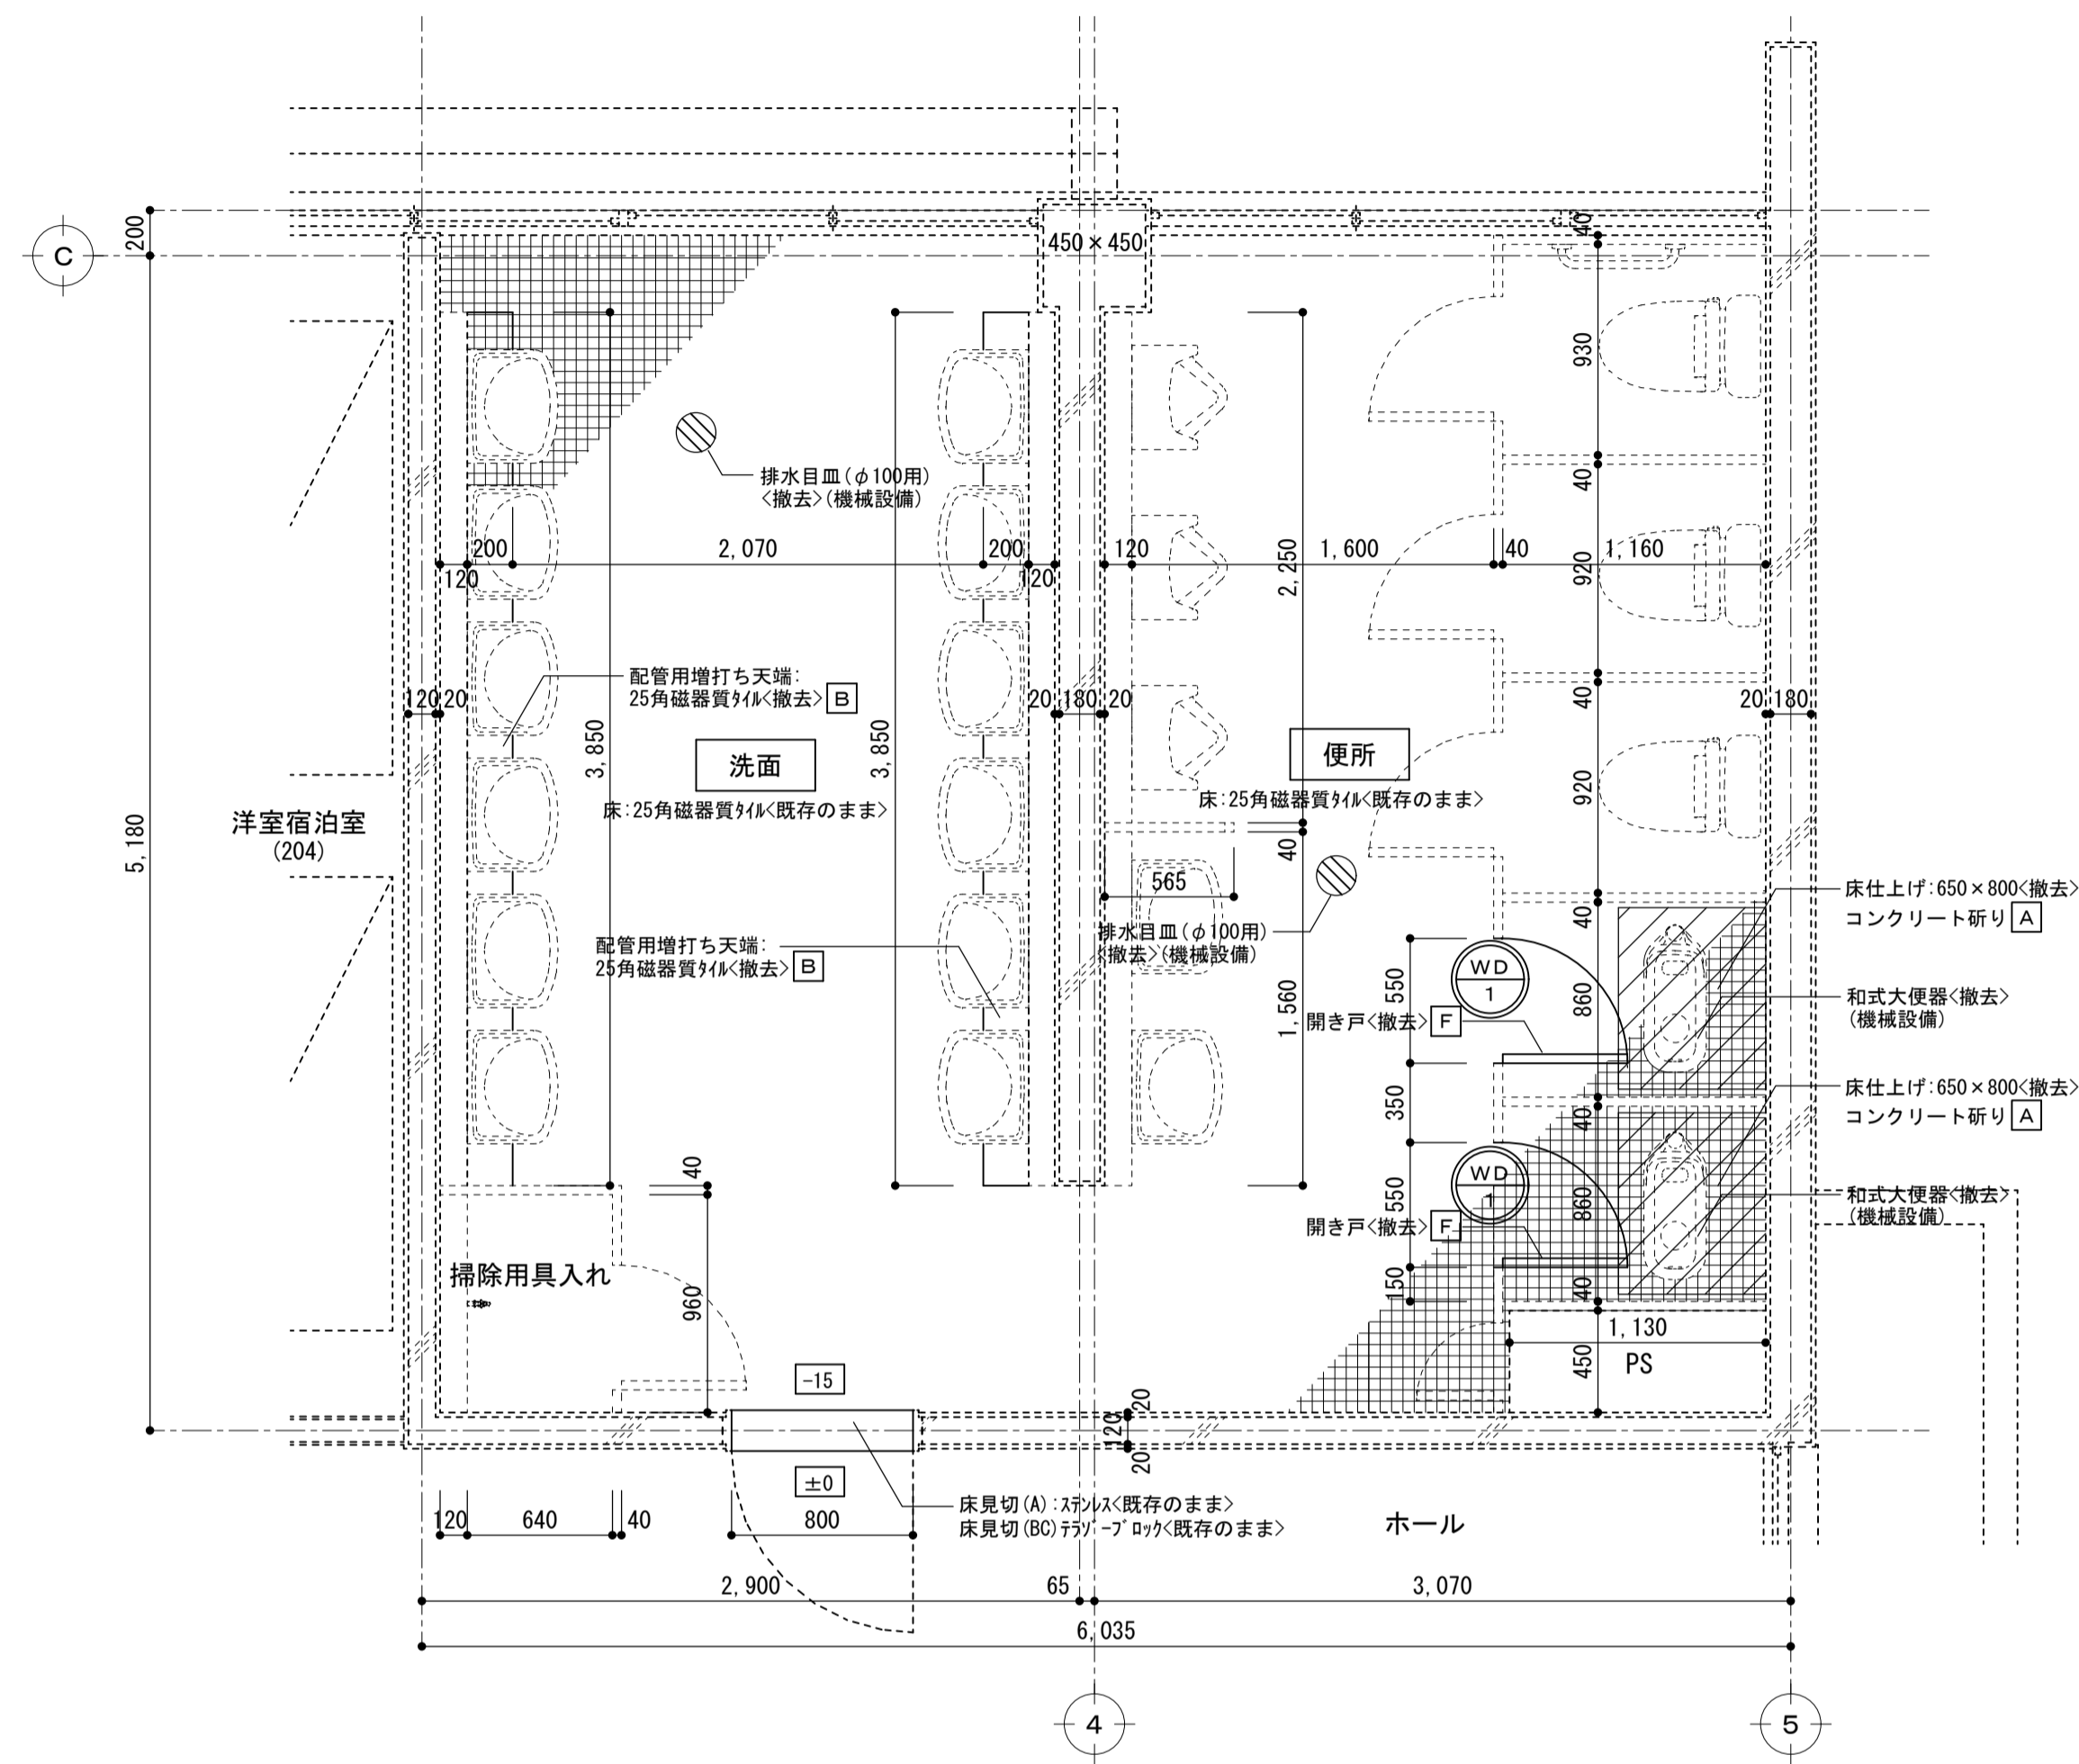 200
C
450×450
40
930
排水目皿(φ100用)
<撤去>(機械設備)
40
200
2,070
200
120
1,600
40
1,160
120
120
2,250
920
配管用増打ち天端:
25角磁器質ﾀｲﾙ<撤去> B
120
20
20
180
20
40
20
180
3,850
3,850
洗面
便所
920
床:25角磁器質ﾀｲﾙ<既存のまま>
床:25角磁器質ﾀｲﾙ<既存のまま>
洋室宿泊室
(204)
5,180
40
565
床仕上げ:650×800<撤去>
コンクリート斫り A
40
排水目皿(φ100用)
<撤去>(機械設備)
配管用増打ち天端:
25角磁器質ﾀｲﾙ<撤去> B
WD
1
550
860
1,560
和式大便器<撤去>
(機械設備)
開き戸<撤去> F
350
床仕上げ:650×800<撤去>
コンクリート斫り A
40
40
WD
1
550
860
和式大便器<撤去>
(機械設備)
開き戸<撤去> F
掃除用具入れ
960
150
40
1,130
PS
450
-15
20
120
20
±0
床見切(A):ｽﾃﾝﾚｽ<既存のまま>
床見切(BC)ﾃﾗｿﾞｰﾌﾞﾛｯｸ<既存のまま>
120
640
40
800
ホール
2,900
65
3,070
6,035
4
5